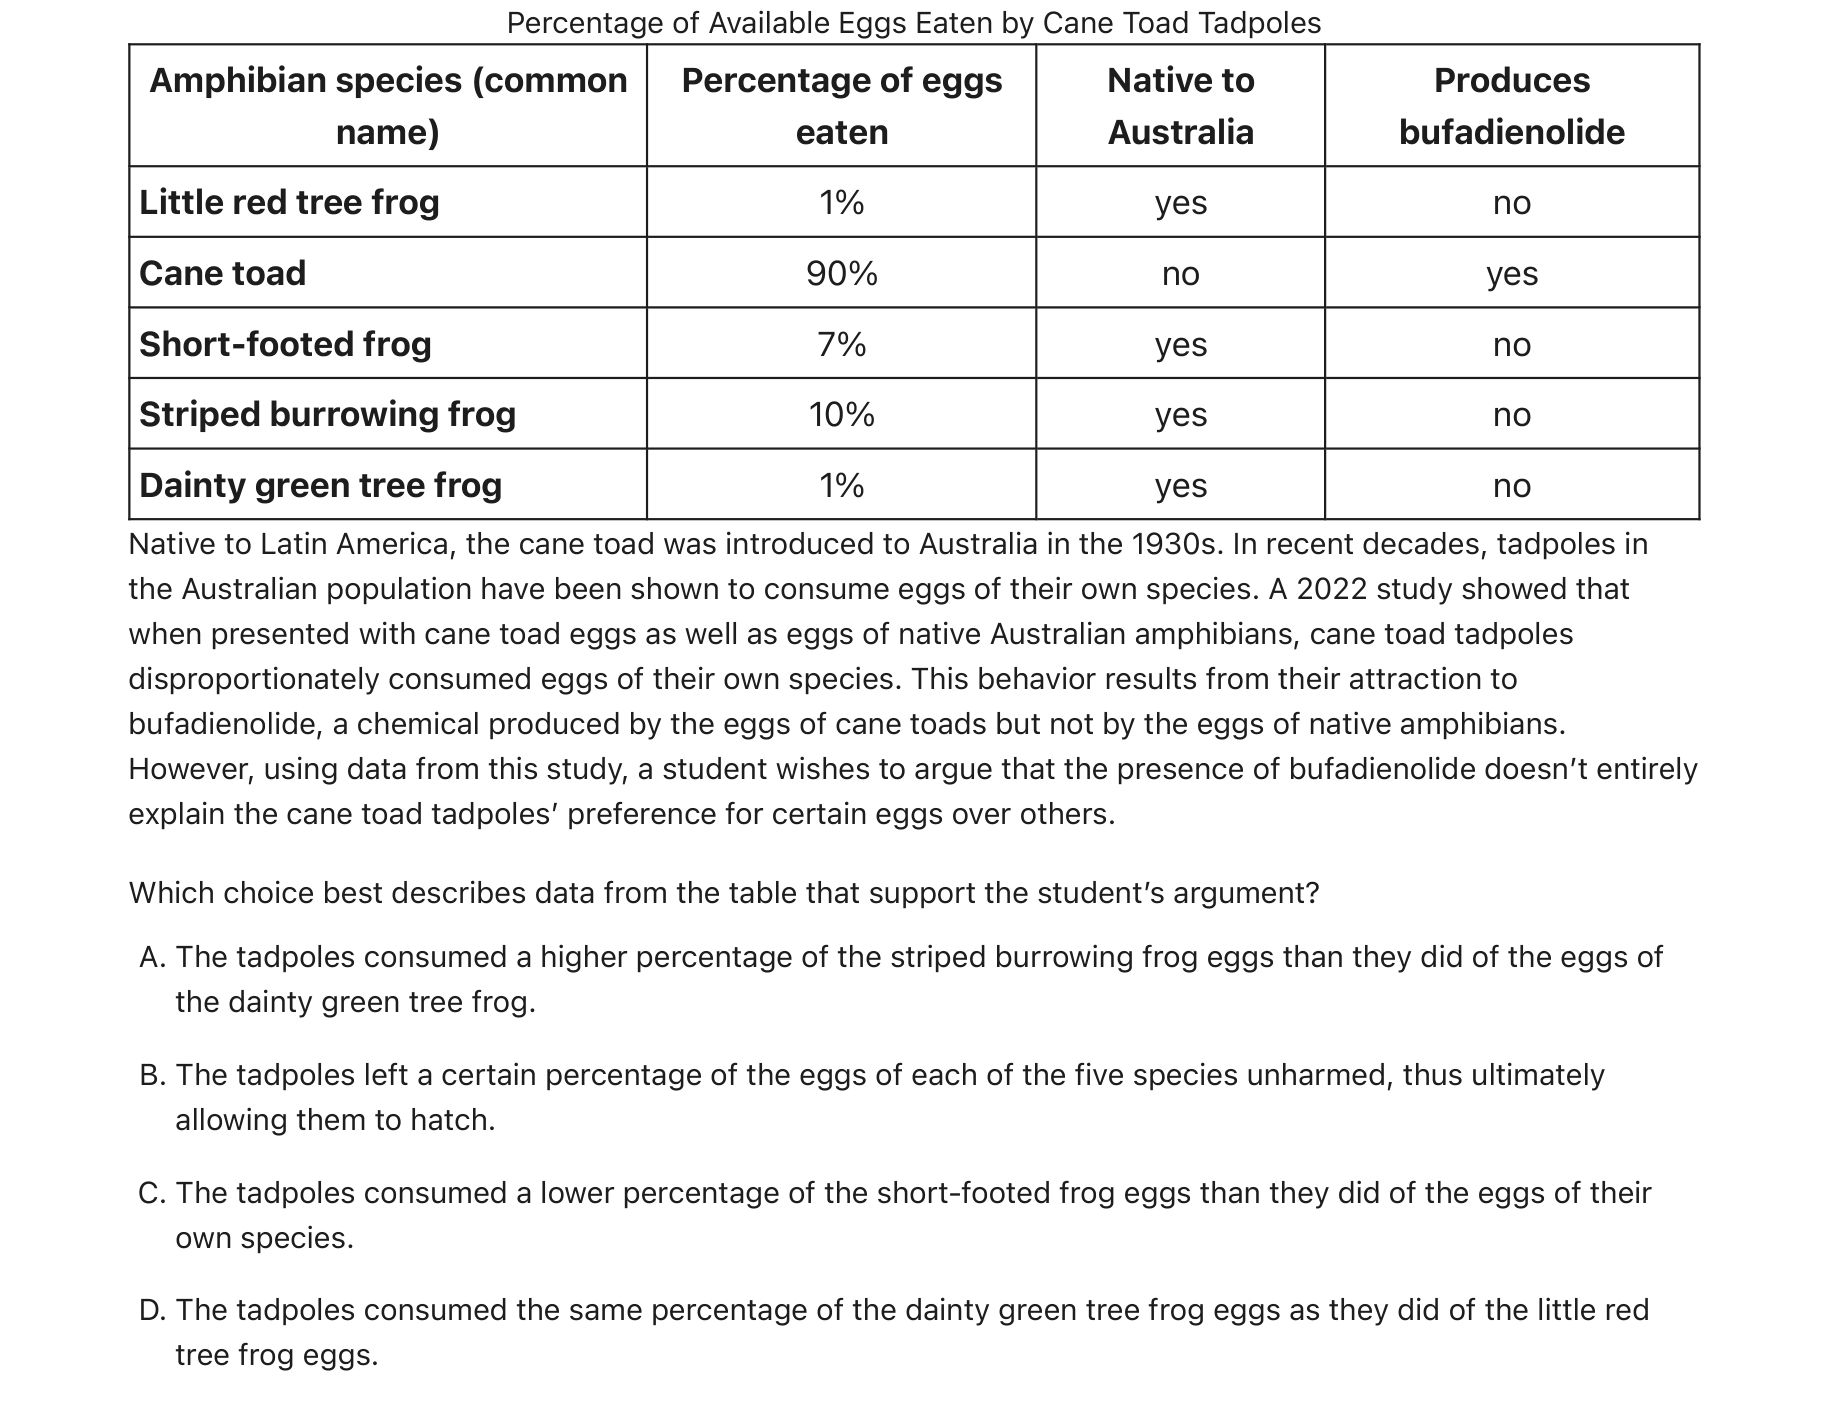 Percentage of Available Eggs Eaten by Cane Toad Tadpoles
Amphibian species (common name) Percentage of eggs eaten Native to Australia Produces bufadienolide
Little red tree frog 1% yes no
Cane toad 90% no yes
Short-footed frog 7% yes no
Striped burrowing frog 10% yes no
Dainty green tree frog 1% yes no
Native to Latin America, the cane toad was introduced to Australia in the 1930s. In recent decades, tadpoles in
the Australian population have been shown to consume eggs of their own species. A 2022 study showed that
when presented with cane toad eggs as well as eggs of native Australian amphibians, cane toad tadpoles
disproportionately consumed eggs of their own species. This behavior results from their attraction to
bufadienolide, a chemical produced by the eggs of cane toads but not by the eggs of native amphibians.
However, using data from this study, a student wishes to argue that the presence of bufadienolide doesn’t entirely
explain the cane toad tadpoles’ preference for certain eggs over others.
Which choice best describes data from the table that support the student’s argument?
A. The tadpoles consumed a higher percentage of the striped burrowing frog eggs than they did of the eggs of
the dainty green tree frog.
B. The tadpoles left a certain percentage of the eggs of each of the five species unharmed, thus ultimately
allowing them to hatch.
C. The tadpoles consumed a lower percentage of the short-footed frog eggs than they did of the eggs of their
own species.
D. The tadpoles consumed the same percentage of the dainty green tree frog eggs as they did of the little red
tree frog eggs.